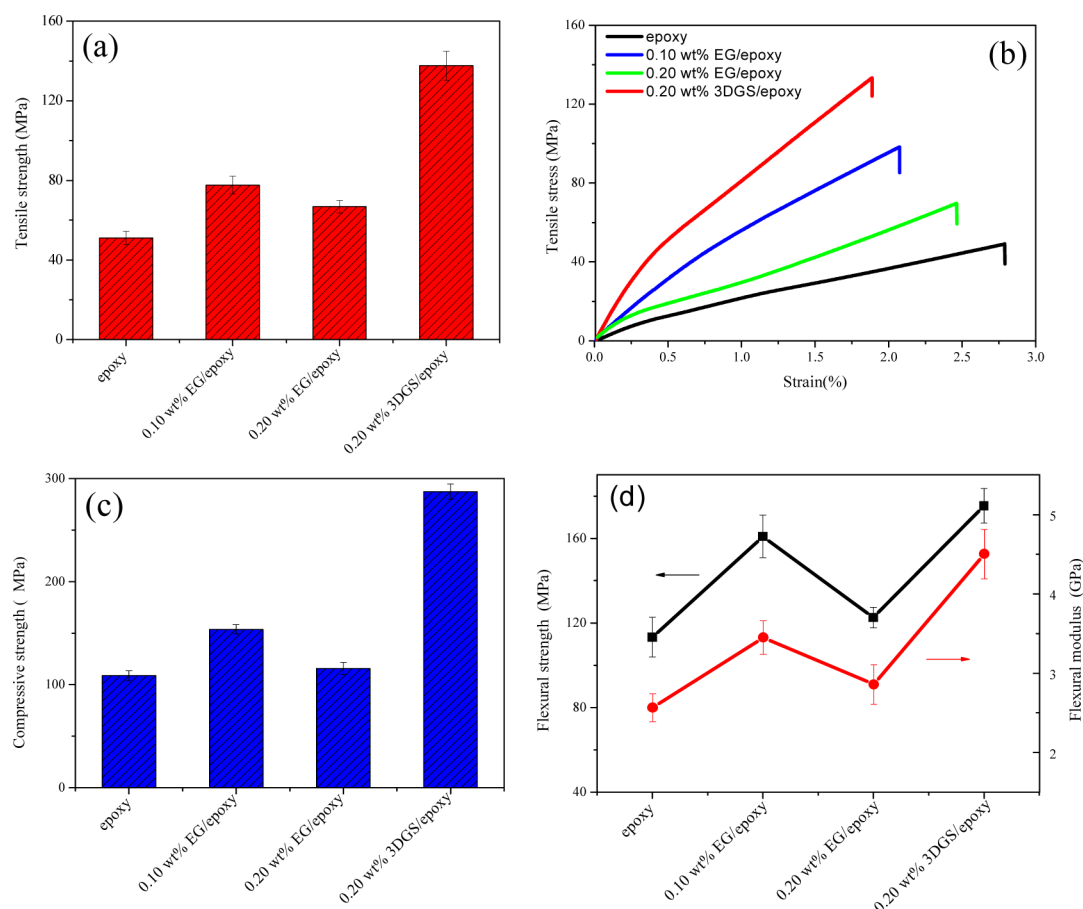 (a)
Tensile strength (MPa)
160
120
80
40
0
epoxy
0.10 wt% EG/epoxy
0.20 wt% EG/epoxy
0.20 wt% 3DGS/epoxy
(b)
epoxy
0.10 wt% EG/epoxy
0.20 wt% EG/epoxy
0.20 wt% 3DGS/epoxy
Tensile stress (MPa)
160
120
80
40
0
0.0 0.5 1.0 1.5 2.0 2.5 3.0
Strain(%)
(c)
Compressive strength ( MPa)
300
200
100
0
epoxy
0.10 wt% EG/epoxy
0.20 wt% EG/epoxy
0.20 wt% 3DGS/epoxy
(d)
Flexural strength (MPa)
160
120
80
40
Flexural modulus (GPa)
5
4
3
2
epoxy
0.10 wt% EG/epoxy
0.20 wt% EG/epoxy
0.20 wt% 3DGS/epoxy